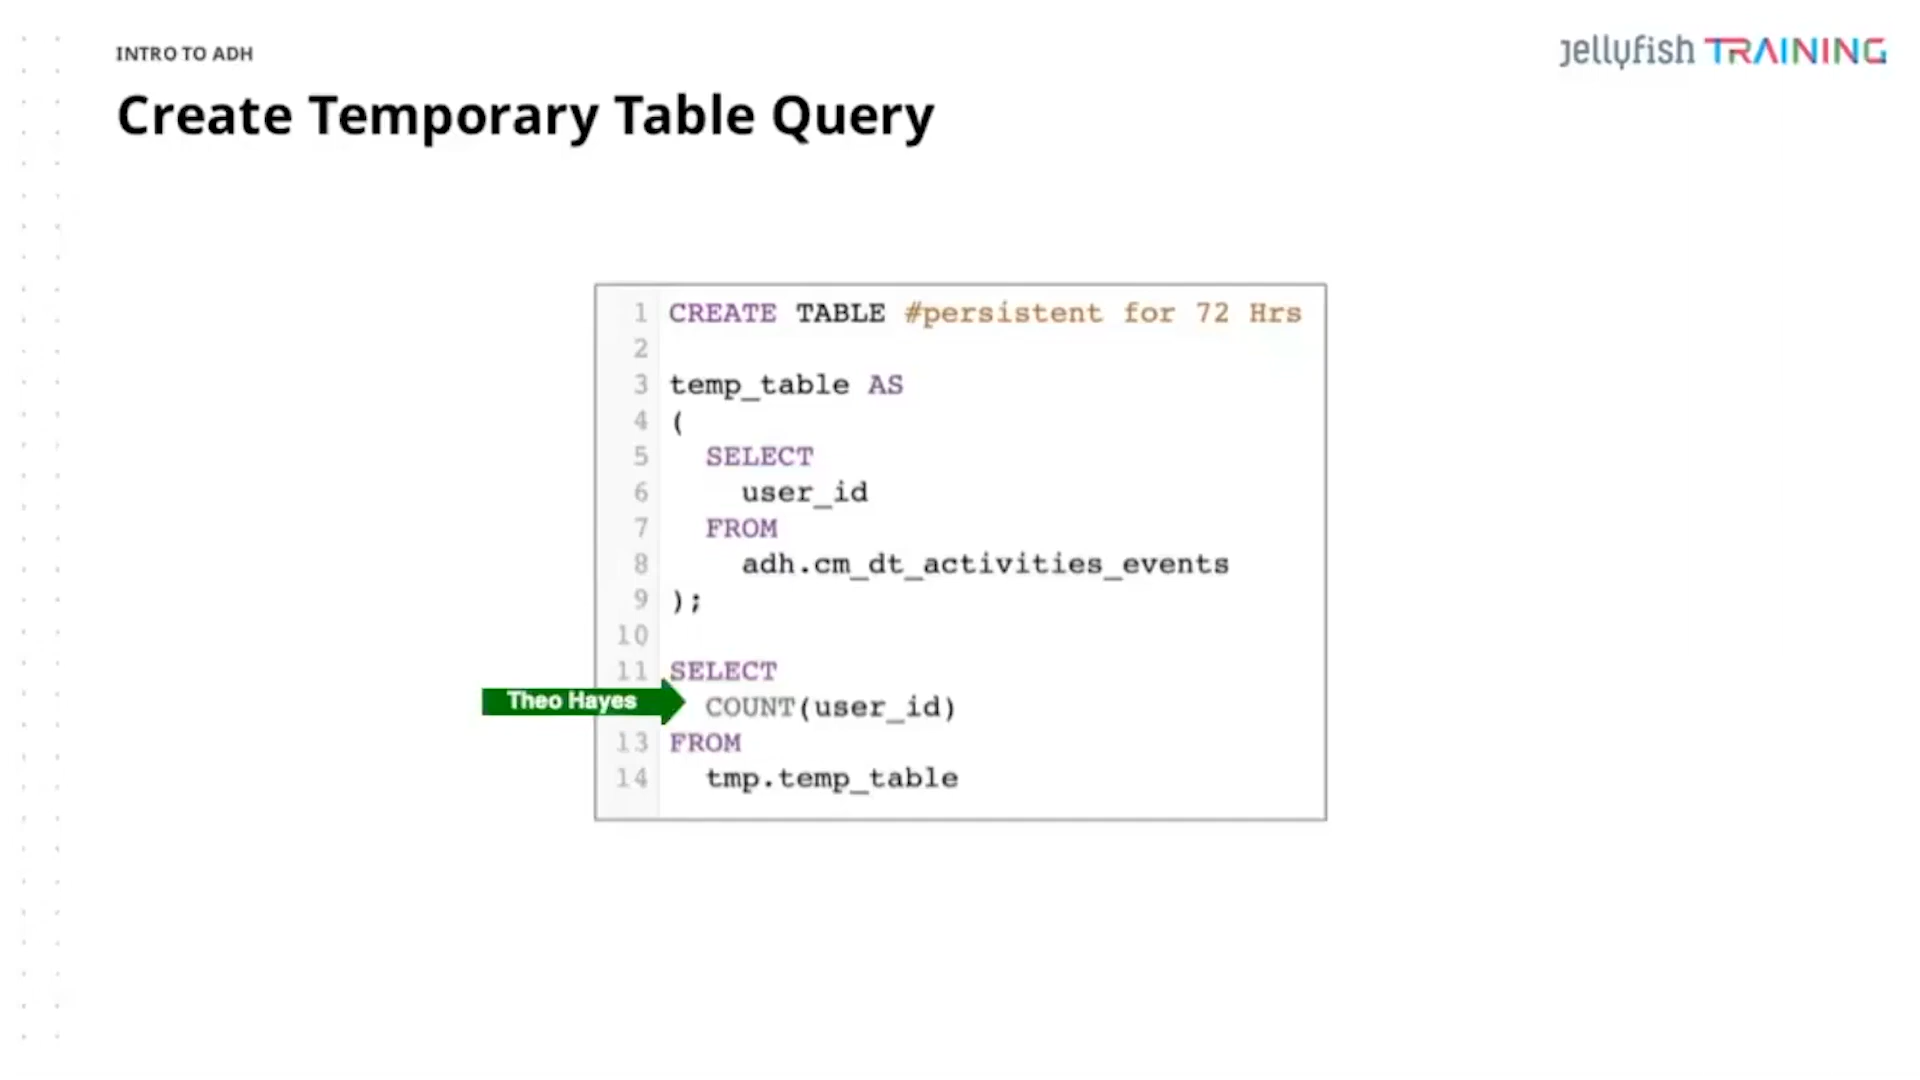 INTRO TO ADH
jellyfish TRAINING
Create Temporary Table Query
1 CREATE TABLE #persistent for 72 Hrs
2
3 temp_table AS
4 (
5 SELECT
6 user_id
7 FROM
8 adh.cm_dt_activities_events
9 );
10
11 SELECT
Theo Hayes
COUNT(user_id)
13 FROM
14 tmp.temp_table